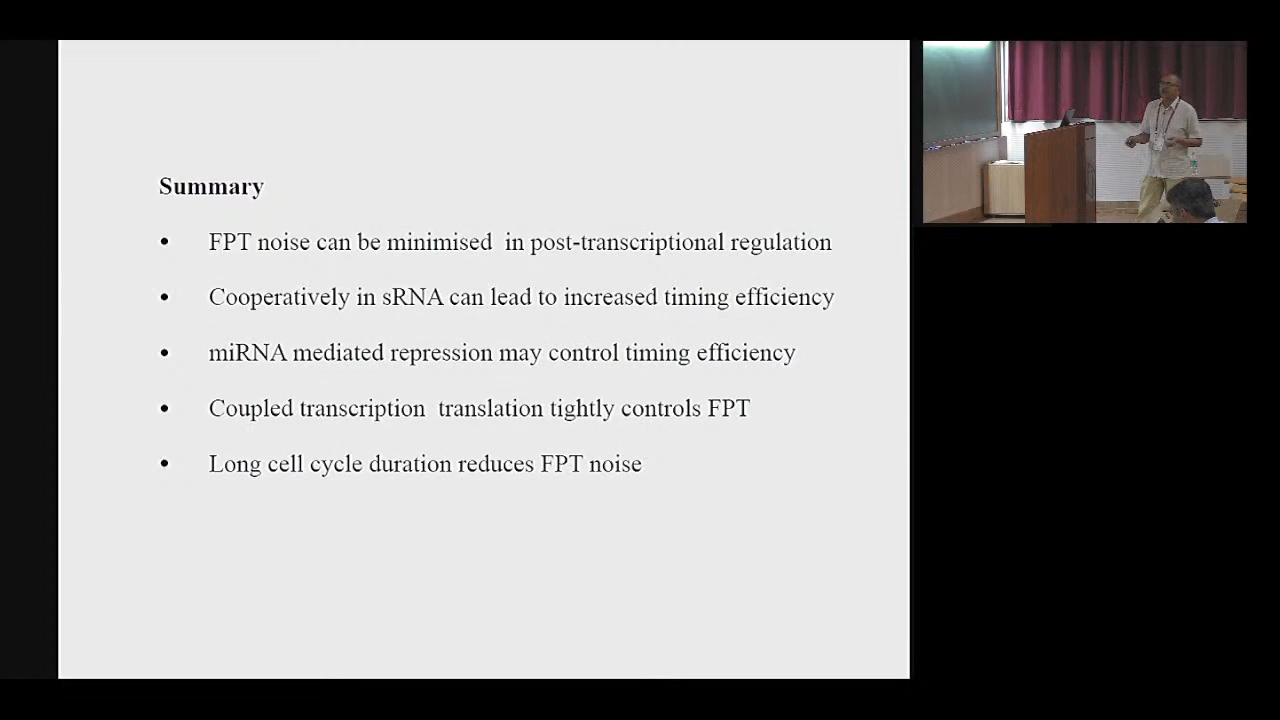 Summary
• FPT noise can be minimised in post-transcriptional regulation
• Cooperatively in sRNA can lead to increased timing efficiency
• miRNA mediated repression may control timing efficiency
• Coupled transcription translation tightly controls FPT
• Long cell cycle duration reduces FPT noise